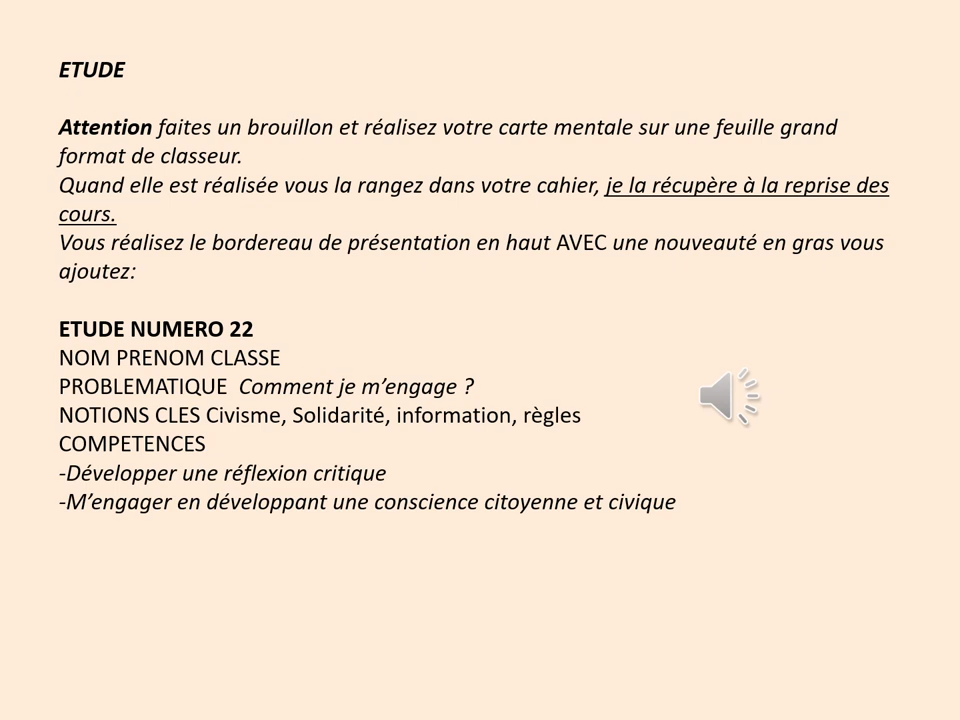 ETUDE
Attention faites un brouillon et réalisez votre carte mentale sur une feuille grand
format de classeur.
Quand elle est réalisée vous la rangez dans votre cahier, je la récupère à la reprise des
cours.
Vous réalisez le bordereau de présentation en haut AVEC une nouveauté en gras vous
ajoutez:
ETUDE NUMERO 22
NOM PRENOM CLASSE
PROBLEMATIQUE  Comment je m’engage ?
NOTIONS CLES Civisme, Solidarité, information, règles
COMPETENCES
-Développer une réflexion critique
-M’engager en développant une conscience citoyenne et civique